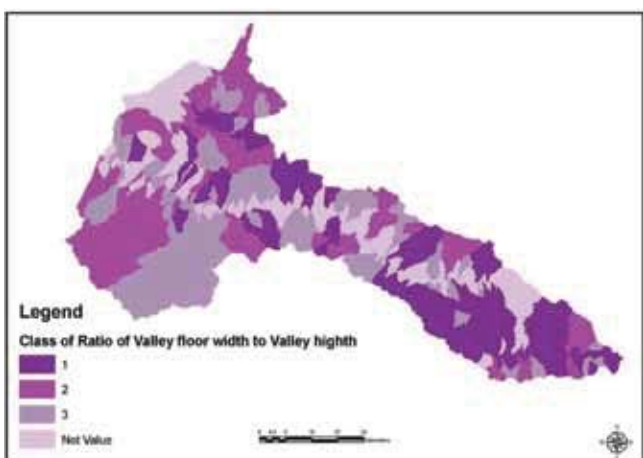 Legend
Class of Ratio of Valley floor width to Valley highth
1
2
3
Not Value